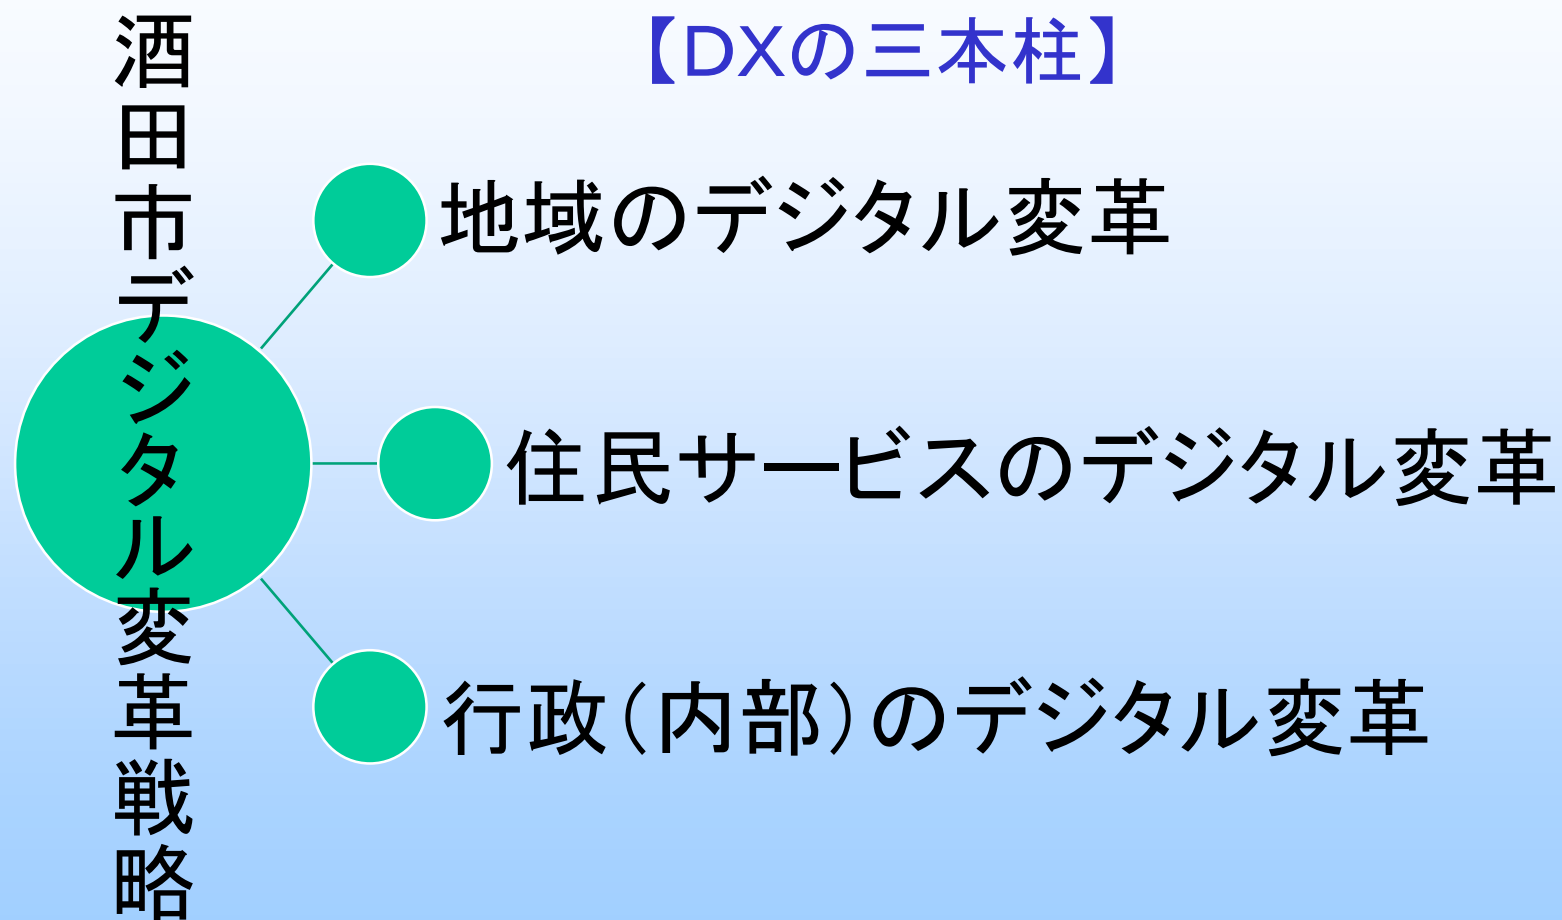 酒田市デジタル変革戦略
【DXの三本柱】
地域のデジタル変革
住民サービスのデジタル変革
行政（内部）のデジタル変革